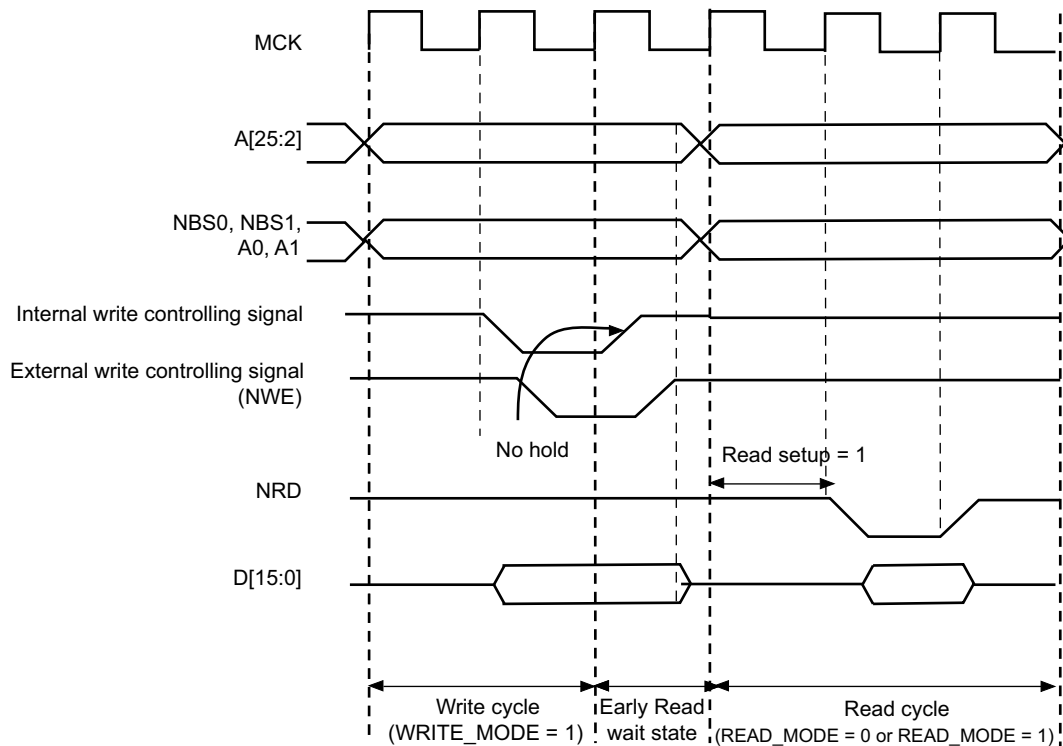 MCK
A[25:2]
NBS0, NBS1,
A0, A1
Internal write controlling signal
External write controlling signal
(NWE)
No hold
Read setup = 1
NRD
D[15:0]
Write cycle
(WRITE_MODE = 1)
Early Read
wait state
Read cycle
(READ_MODE = 0 or READ_MODE = 1)